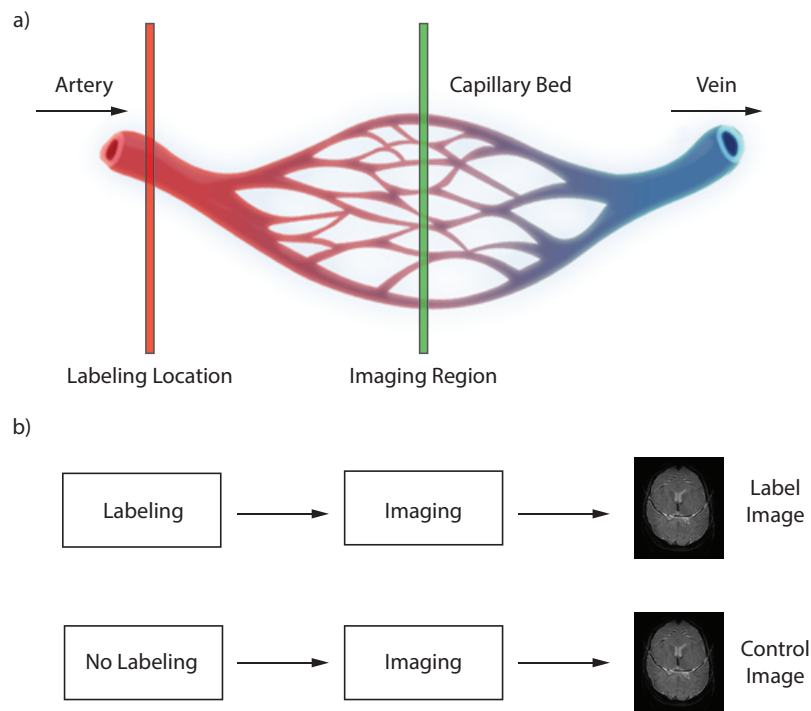 a)
Artery
Capillary Bed
Vein
Labeling Location
Imaging Region
b)
Labeling
Imaging
Label
Image
No Labeling
Imaging
Control
Image